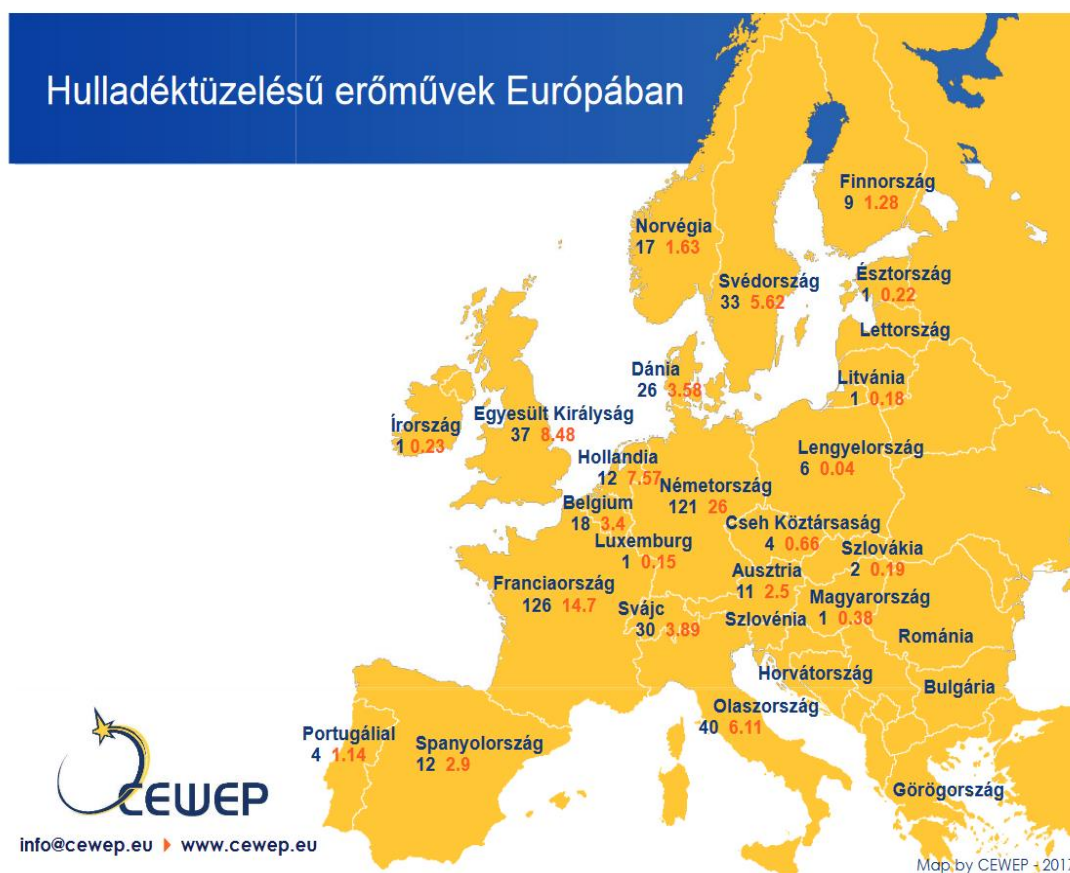 Hulladéktüzelésű erőművek Európában
Finnország
9 1.28
Norvégia
17 1.63
Svédország
33 5.62
Észtország
1 0.22
Lettország
Dánia
26 3.58
Litvánia
1 0.18
Írország
1 0.23
Egyesült Királyság
37 8.48
Lengyelország
6 0.04
Hollandia
12 7.57
Németország
121 26
Belgium
18 3.4
Cseh Köztársaság
4 0.66
Luxemburg
1 0.15
Szlovákia
2 0.19
Ausztria
11 2.5
Franciaország
126 14.7
Magyarország
1 0.38
Svájc
30 3.89
Szlovénia
Románia
Horvátország
Bulgária
Olaszország
40 6.11
Portugálial
4 1.14
Spanyolország
12 2.9
Görögország
CEWEP
info@cewep.eu www.cewep.eu
Map by CEWEP - 2017